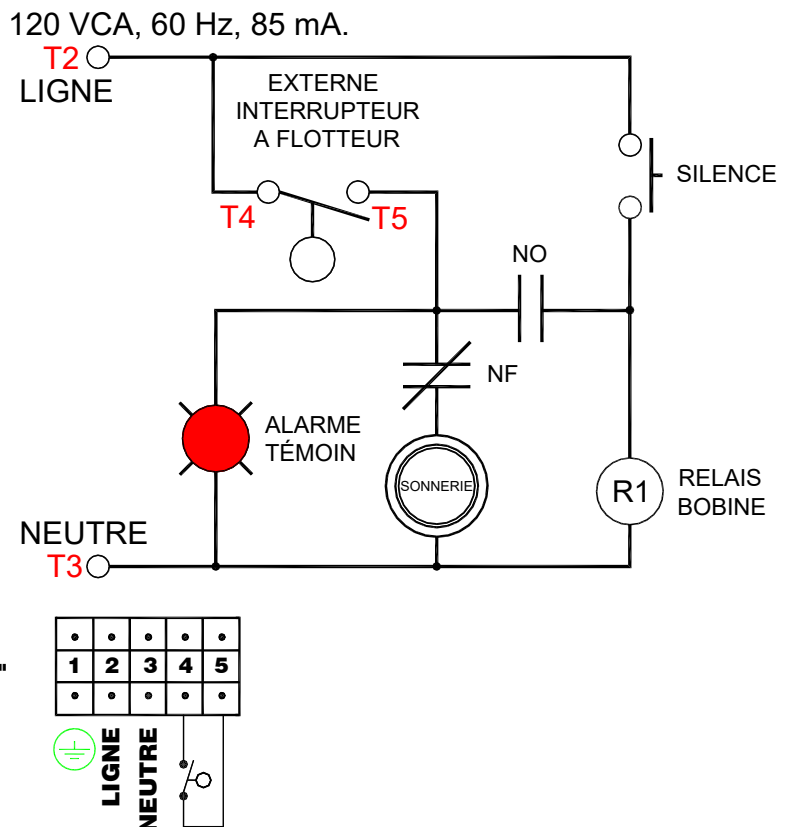 120 VCA, 60 Hz, 85 mA.
T2
LIGNE
EXTERNE
INTERRUPTEUR
A FLOTTEUR
SILENCE
T4
T5
NO
NF
ALARME
TÉMOIN
SONNERIE
R1
RELAIS
BOBINE
NEUTRE
T3
"
1 2 3 4 5
LIGNE
NEUTRE